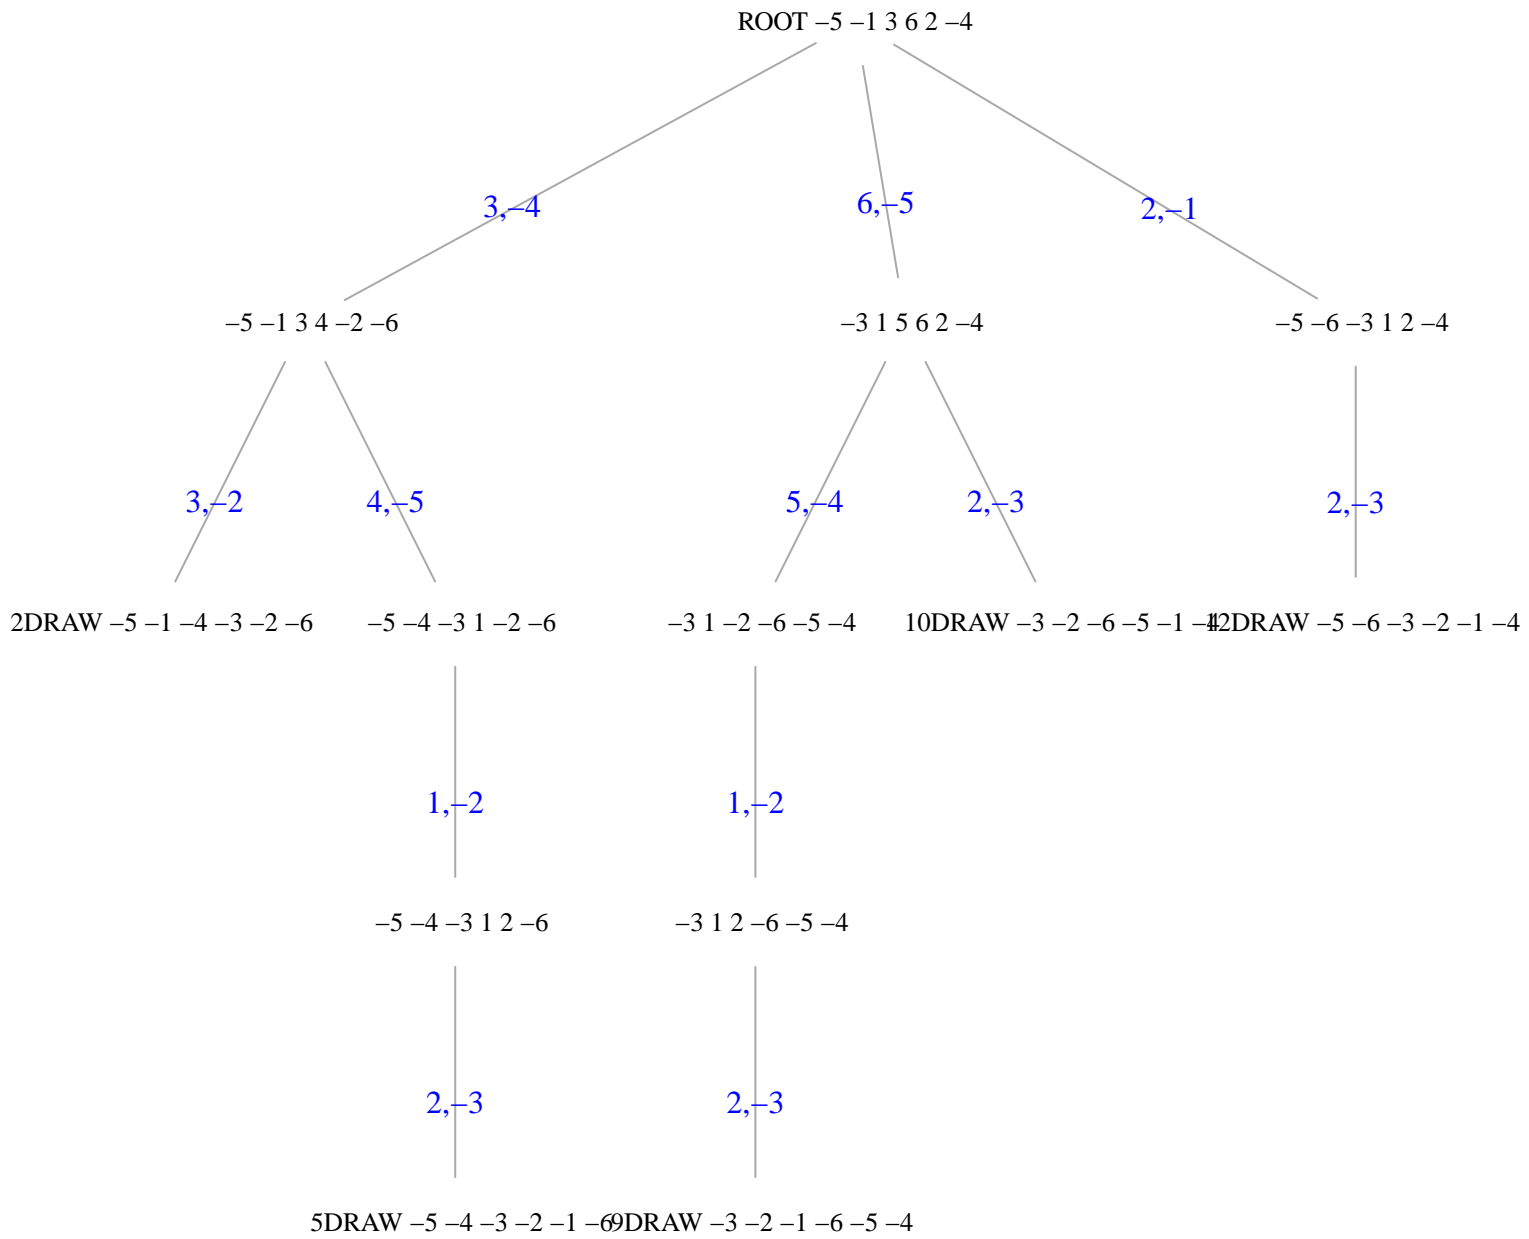 ROOT –5 –1 3 6 2 –4
3,–4
6,–5
2,–1
–5 –1 3 4 –2 –6
–3 1 5 6 2 –4
–5 –6 –3 1 2 –4
3,–2
4,–5
5,–4
2,–3
2,–3
2DRAW –5 –1 –4 –3 –2 –6
–5 –4 –3 1 –2 –6
–3 1 –2 –6 –5 –4
10DRAW –3 –2 –6 –5 –1 –4
12DRAW –5 –6 –3 –2 –1 –4
1,–2
1,–2
–5 –4 –3 1 2 –6
–3 1 2 –6 –5 –4
2,–3
2,–3
5DRAW –5 –4 –3 –2 –1 –6
9DRAW –3 –2 –1 –6 –5 –4